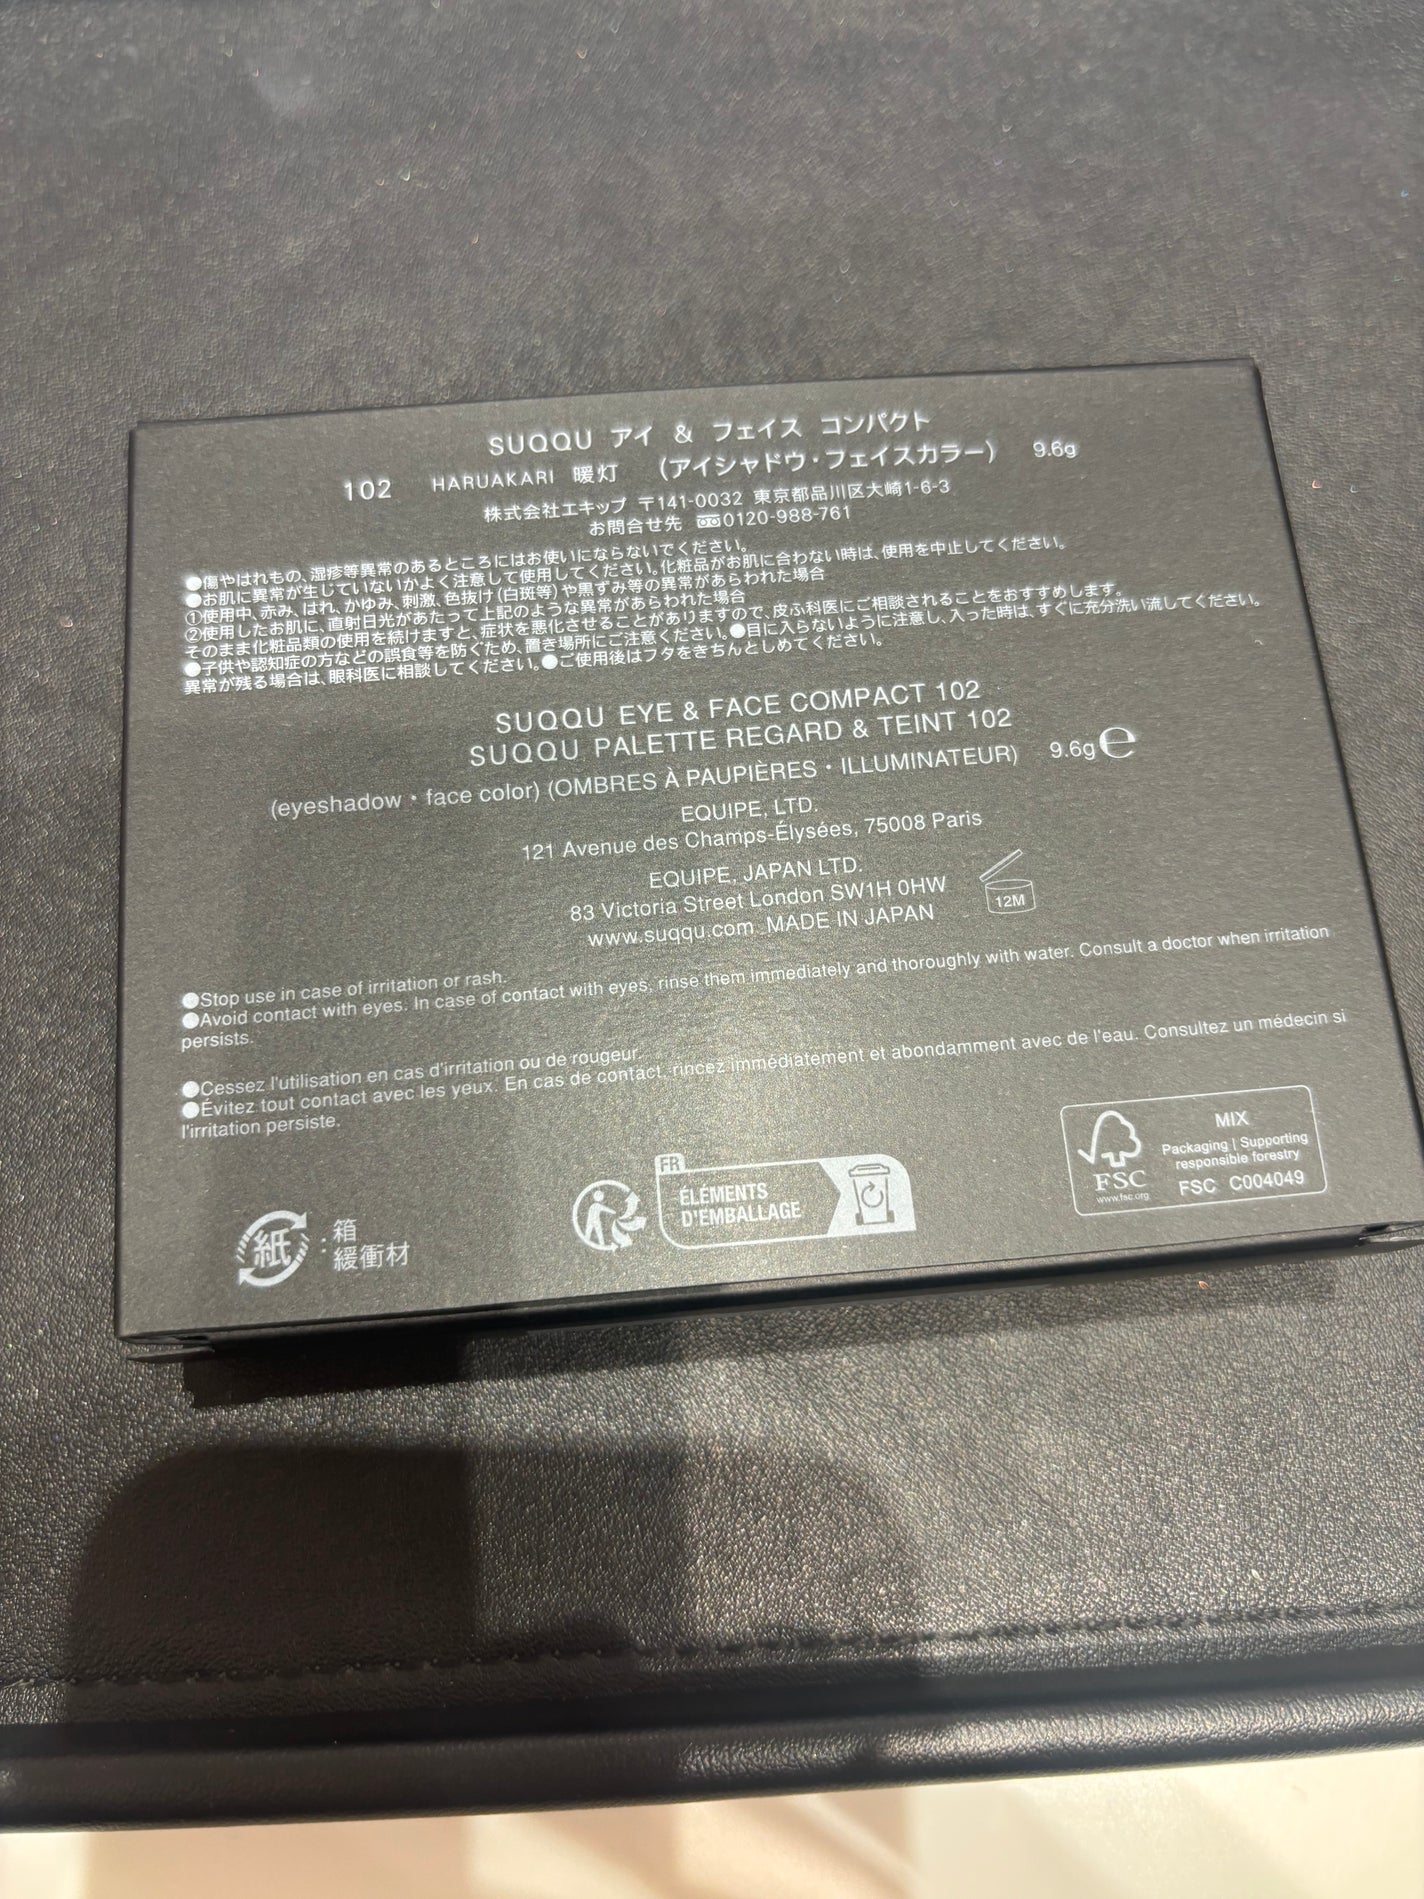 SUQQU アイ & フェイス コンパクト
102 HARUAKARI 暖灯 (アイシャドウ・フェイスカラー) 9.6g
株式会社エキップ 〒141-0032 東京都品川区大崎1-6-3
お問合せ先 0120-988-761
●傷やはれもの、湿疹等異常のあるところにはお使いにならないでください。
●お肌に異常が生じていないかよく注意して使用してください。化粧品がお肌に合わない時は、使用を中止してください。
①使用中、赤み、はれ、かゆみ、刺激、色抜け(白斑等)や黒ずみ等の異常があらわれた場合
②使用したお肌に、直射日光があたって上記のような異常があらわれた場合
そのまま化粧品類の使用を続けますと、症状を悪化させることがありますので、皮ふ科医にご相談されることをおすすめします。
●子供や認知症の方などの誤食等を防ぐため、置き場所にご注意ください。●目に入らないように注意し、入った時は、すぐに充分洗い流してください。
異常が残る場合は、眼科医に相談してください。●ご使用後はフタをきちんとしめてください。
SUQQU EYE & FACE COMPACT 102
SUQQU PALETTE REGARD & TEINT 102
(eyeshadow・face color) (OMBRES À PAUPIÈRES・ILLUMINATEUR) 9.6g ℮
EQUIPE, LTD.
121 Avenue des Champs-Élysées, 75008 Paris
EQUIPE, JAPAN LTD.
83 Victoria Street London SW1H 0HW
www.suqqu.com MADE IN JAPAN
12M
●Stop use in case of irritation or rash.
●Avoid contact with eyes. In case of contact with eyes, rinse them immediately and thoroughly with water. Consult a doctor when irritation
persists.
●Cessez l'utilisation en cas d'irritation ou de rougeur.
●Évitez tout contact avec les yeux. En cas de contact, rincez immédiatement et abondamment avec de l'eau. Consultez un médecin si
l'irritation persiste.
紙 : 箱
緩衝材
FR
ÉLÉMENTS
D'EMBALLAGE
FSC
www.fsc.org
MIX
Packaging | Supporting
responsible forestry
FSC C004049